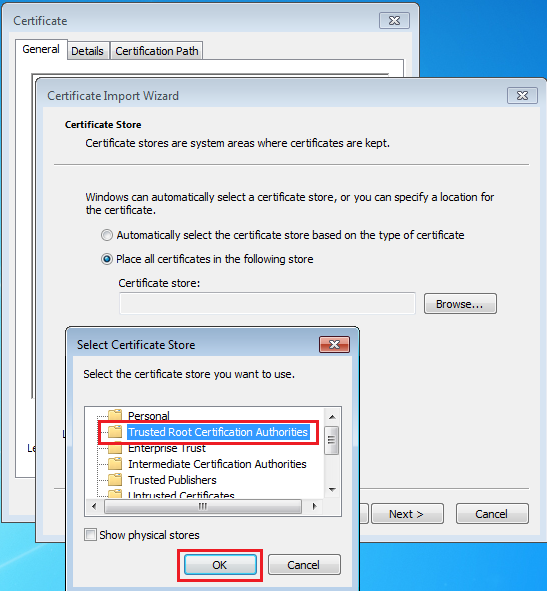 Certificate
General
Details
Certification Path
Certificate Import Wizard
Certificate Store
Certificate stores are system areas where certificates are kept.
Windows can automatically select a certificate store, or you can specify a location for
the certificate.
Automatically select the certificate store based on the type of certificate
Place all certificates in the following store
Certificate store:
Browse...
Select Certificate Store
Select the certificate store you want to use.
Personal
Trusted Root Certification Authorities
Enterprise Trust
Intermediate Certification Authorities
Trusted Publishers
Untrusted Certificates
Show physical stores
OK
Cancel
Next >
Cancel